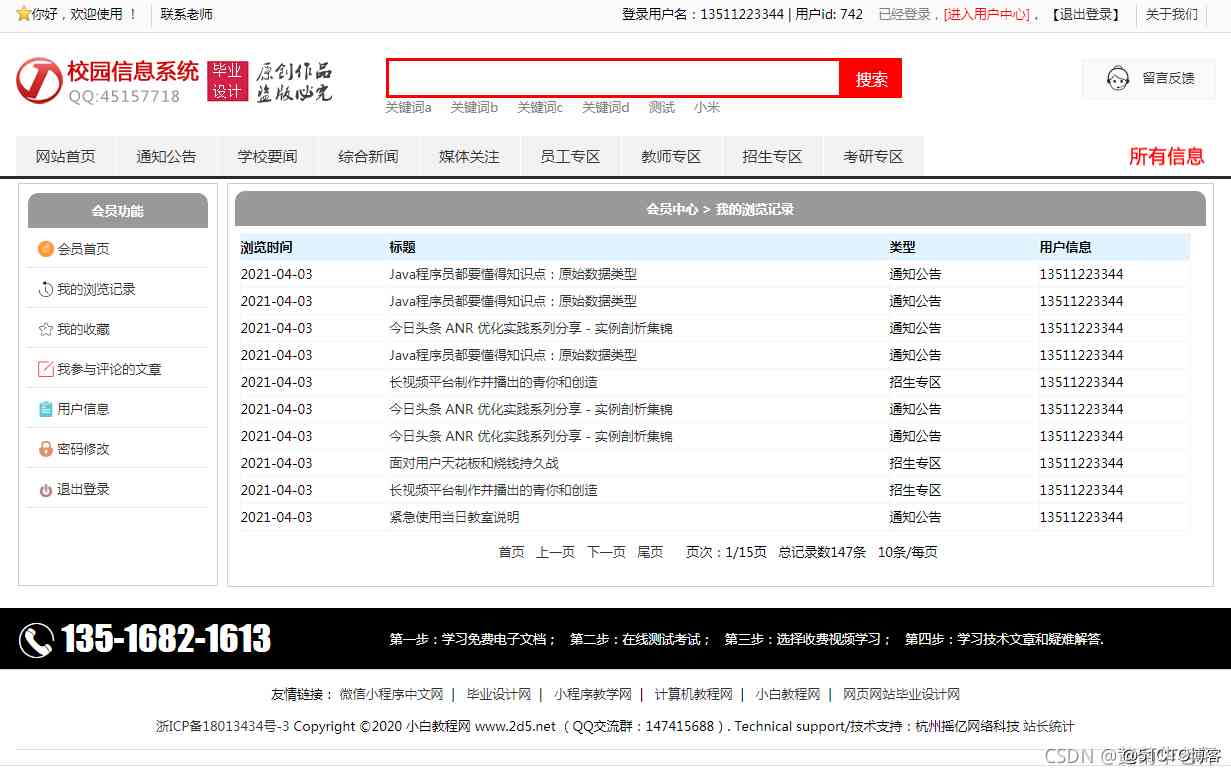 你好，欢迎使用 ！ 联系老师 登录用户名：13511223344 | 用户id: 742 已经登录，[进入用户中心]，【退出登录】 关于我们
校园信息系统 毕业设计 原创作品 盗版必究
QQ:45157718
搜索
留言反馈
关键词a 关键词b 关键词c 关键词d 测试 小米
网站首页 通知公告 学校要闻 综合新闻 媒体关注 员工专区 教师专区 招生专区 考研专区 所有信息
会员功能
会员首页
我的浏览记录
我的收藏
我参与评论的文章
用户信息
密码修改
退出登录
会员中心 > 我的浏览记录
浏览时间 标题 类型 用户信息
2021-04-03 Java程序员都要懂得知识点：原始数据类型 通知公告 13511223344
2021-04-03 Java程序员都要懂得知识点：原始数据类型 通知公告 13511223344
2021-04-03 今日头条 ANR 优化实践系列分享 - 实例剖析集锦 通知公告 13511223344
2021-04-03 Java程序员都要懂得知识点：原始数据类型 通知公告 13511223344
2021-04-03 长视频平台制作并播出的青你和创造 招生专区 13511223344
2021-04-03 今日头条 ANR 优化实践系列分享 - 实例剖析集锦 通知公告 13511223344
2021-04-03 今日头条 ANR 优化实践系列分享 - 实例剖析集锦 通知公告 13511223344
2021-04-03 面对用户天花板和烧钱持久战 招生专区 13511223344
2021-04-03 长视频平台制作并播出的青你和创造 招生专区 13511223344
2021-04-03 紧急使用当日教室说明 通知公告 13511223344
首页 上一页 下一页 尾页 页次：1/15页 总记录数147条 10条/每页
135-1682-1613 第一步：学习免费电子文档； 第二步：在线测试考试； 第三步：选择收费视频学习； 第四步：学习技术文章和疑难解答.
友情链接： 微信小程序中文网 | 毕业设计网 | 小程序教学网 | 计算机教程网 | 小白教程网 | 网页网站毕业设计网
浙ICP备18013434号-3 Copyright ©2020 小白教程网 www.2d5.net （ QQ交流群：147415688 ）. Technical support/技术支持：杭州摇亿网络科技 站长统计
CSDN @51CTO博客